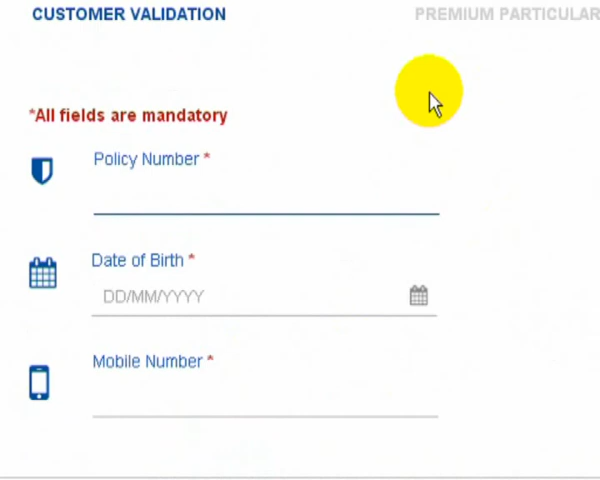 CUSTOMER VALIDATION PREMIUM PARTICULAR
*All fields are mandatory
Policy Number *
Date of Birth *
DD/MM/YYYY
Mobile Number *